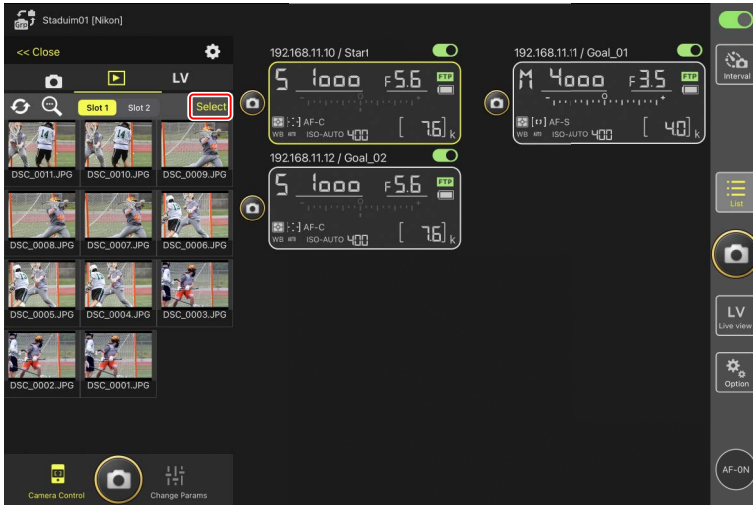 Grp
Staduim01 [Nikon]
<< Close
LV
Slot 1
Slot 2
Select
DSC_0011.JPG
DSC_0010.JPG
DSC_0009.JPG
DSC_0008.JPG
DSC_0007.JPG
DSC_0006.JPG
DSC_0005.JPG
DSC_0004.JPG
DSC_0003.JPG
DSC_0002.JPG
DSC_0001.JPG
Camera Control
Change Params
192.168.11.10 / Start
S 1000 F5.6 FTP
AF-C
WB AUTO ISO-AUTO 400 [ 7.6] k
192.168.11.11 / Goal_01
M 4000 F3.5 FTP
AF-S
WB AUTO ISO-AUTO 400 [ 4.0] k
192.168.11.12 / Goal_02
S 1000 F5.6 FTP
AF-C
WB AUTO ISO-AUTO 400 [ 7.6] k
Interval
List
LV
Live view
Option
AF-ON